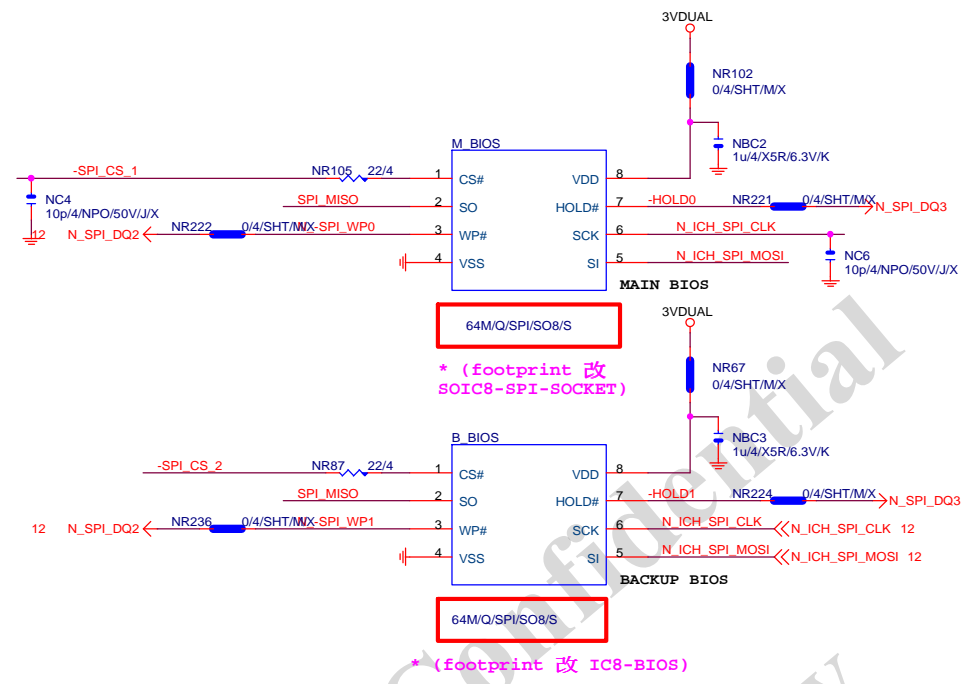 3VDUAL
NR102
0/4/SHT/M/X
M_BIOS
NBC2
1u/4/X5R/6.3V/K
-SPI_CS_1
NR105 22/4
1 CS#
VDD 8
NC4
10p/4/NPO/50V/J/X
SPI_MISO
2 SO
HOLD# 7
-HOLD0
NR221 0/4/SHT/M/X
N_SPI_DQ3
12 N_SPI_DQ2
NR222 0/4/SHT/M/X
-SPI_WP0
3 WP#
SCK 6
N_ICH_SPI_CLK
4 VSS
SI 5
N_ICH_SPI_MOSI
NC6
10p/4/NPO/50V/J/X
MAIN BIOS
64M/Q/SPI/SO8/S
* (footprint 改
SOIC8-SPI-SOCKET)
3VDUAL
NR67
0/4/SHT/M/X
B_BIOS
NBC3
1u/4/X5R/6.3V/K
-SPI_CS_2
NR87 22/4
1 CS#
VDD 8
SPI_MISO
2 SO
HOLD# 7
-HOLD1
NR224 0/4/SHT/M/X
N_SPI_DQ3
12 N_SPI_DQ2
NR236 0/4/SHT/M/X
-SPI_WP1
3 WP#
SCK 6
N_ICH_SPI_CLK
N_ICH_SPI_CLK 12
4 VSS
SI 5
N_ICH_SPI_MOSI
N_ICH_SPI_MOSI 12
BACKUP BIOS
64M/Q/SPI/SO8/S
* (footprint 改 IC8-BIOS)
Confidential